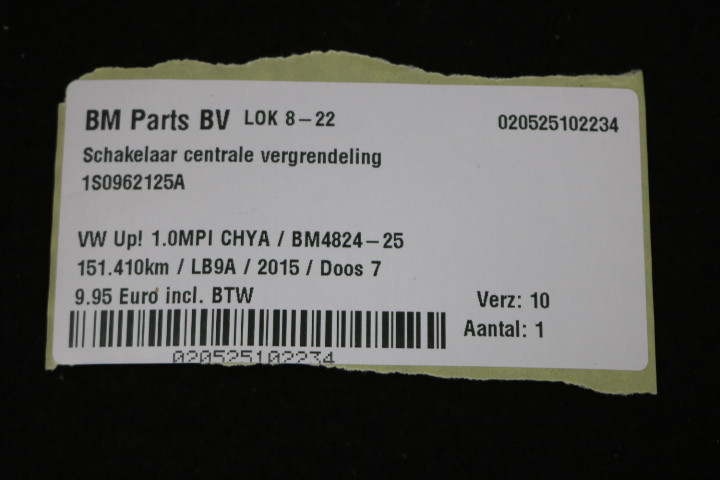 BM Parts BV LOK 8-22 020525102234
Schakelaar centrale vergrendeling
1S0962125A
VW Up! 1.0MPI CHYA / BM4824-25
151.410km / LB9A / 2015 / Doos 7
9.95 Euro incl. BTW Verz: 10
Aantal: 1
020525102234